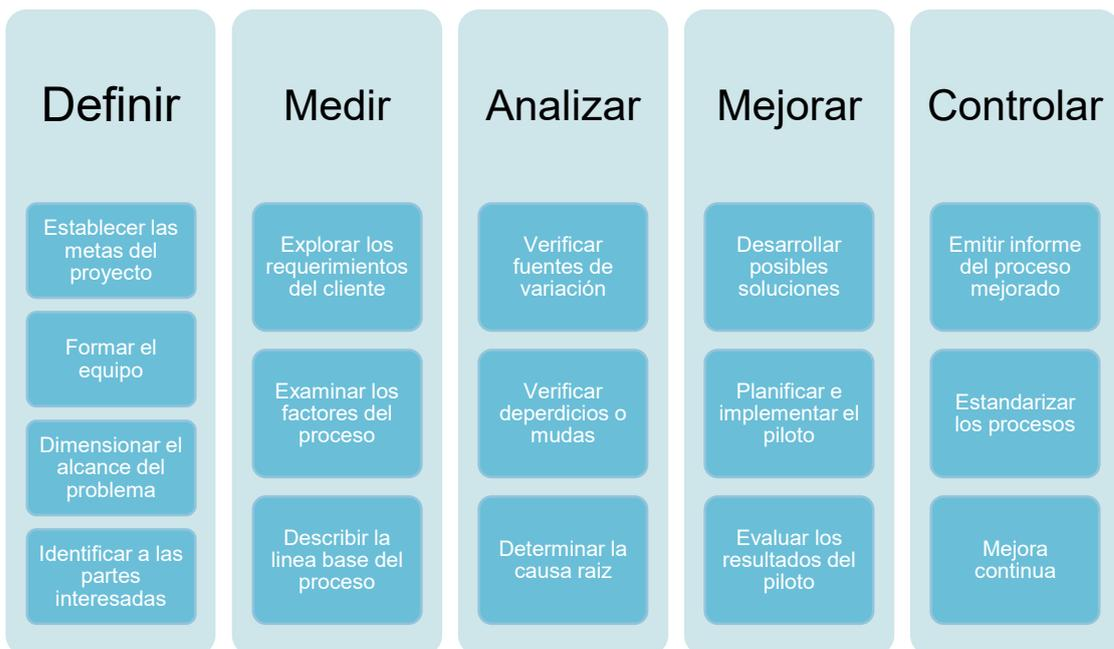 Definir
Establecer las
metas del
proyecto
Formar el
equipo
Dimensionar el
alcance del
problema
Identificar a las
partes
interesadas
Medir
Explorar los
requerimientos
del cliente
Examinar los
factores del
proceso
Describir la
linea base del
proceso
Analizar
Verificar
fuentes de
variación
Verificar
deperdicios o
mudas
Determinar la
causa raiz
Mejorar
Desarrollar
posibles
soluciones
Planificar e
implementar el
piloto
Evaluar los
resultados del
piloto
Controlar
Emitir informe
del proceso
mejorado
Estandarizar
los procesos
Mejora
continua